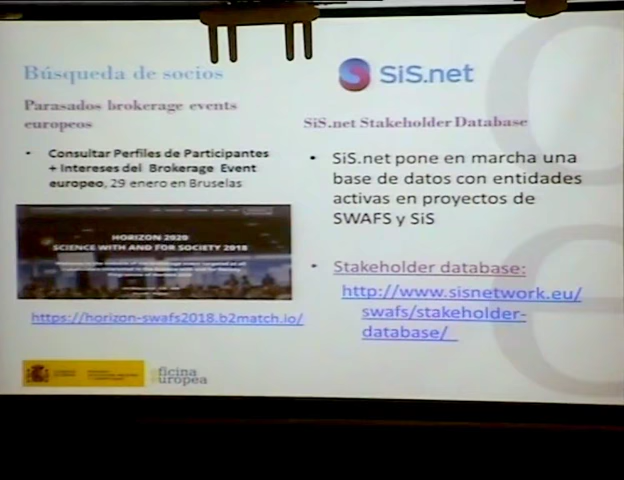 Búsqueda de socios
Parasados brokerage events
europeos
• Consultar Perfiles de Participantes
+ Intereses del Brokerage Event
europeo, 29 enero en Bruselas
HORIZON 2020
SCIENCE WITH AND FOR SOCIETY 2018
https://horizon-swafs2018.b2match.io/
ficina
uropea
SiS.net
SiS.net Stakeholder Database
• SiS.net pone en marcha una
base de datos con entidades
activas en proyectos de
SWAFS y SiS
• Stakeholder database:
http://www.sisnetwork.eu/
swafs/stakeholder-
database/